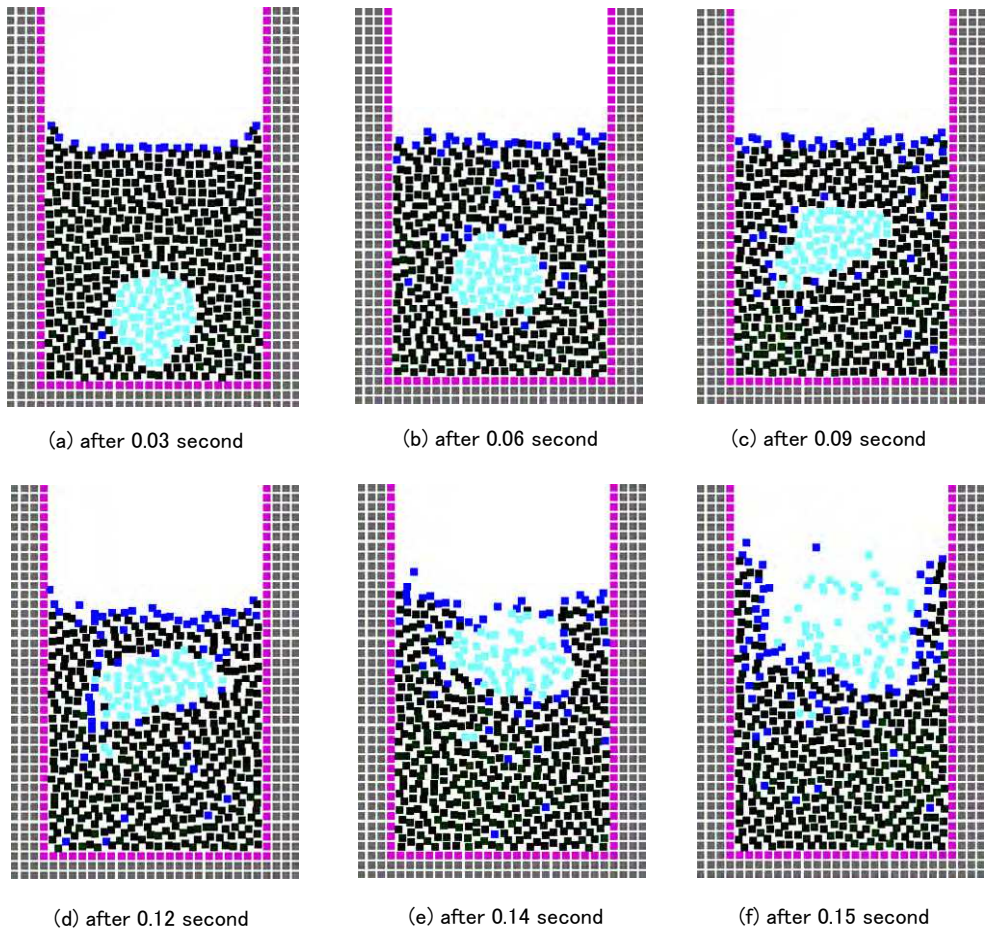 (a) after 0.03 second
(b) after 0.06 second
(c) after 0.09 second
(d) after 0.12 second
(e) after 0.14 second
(f) after 0.15 second